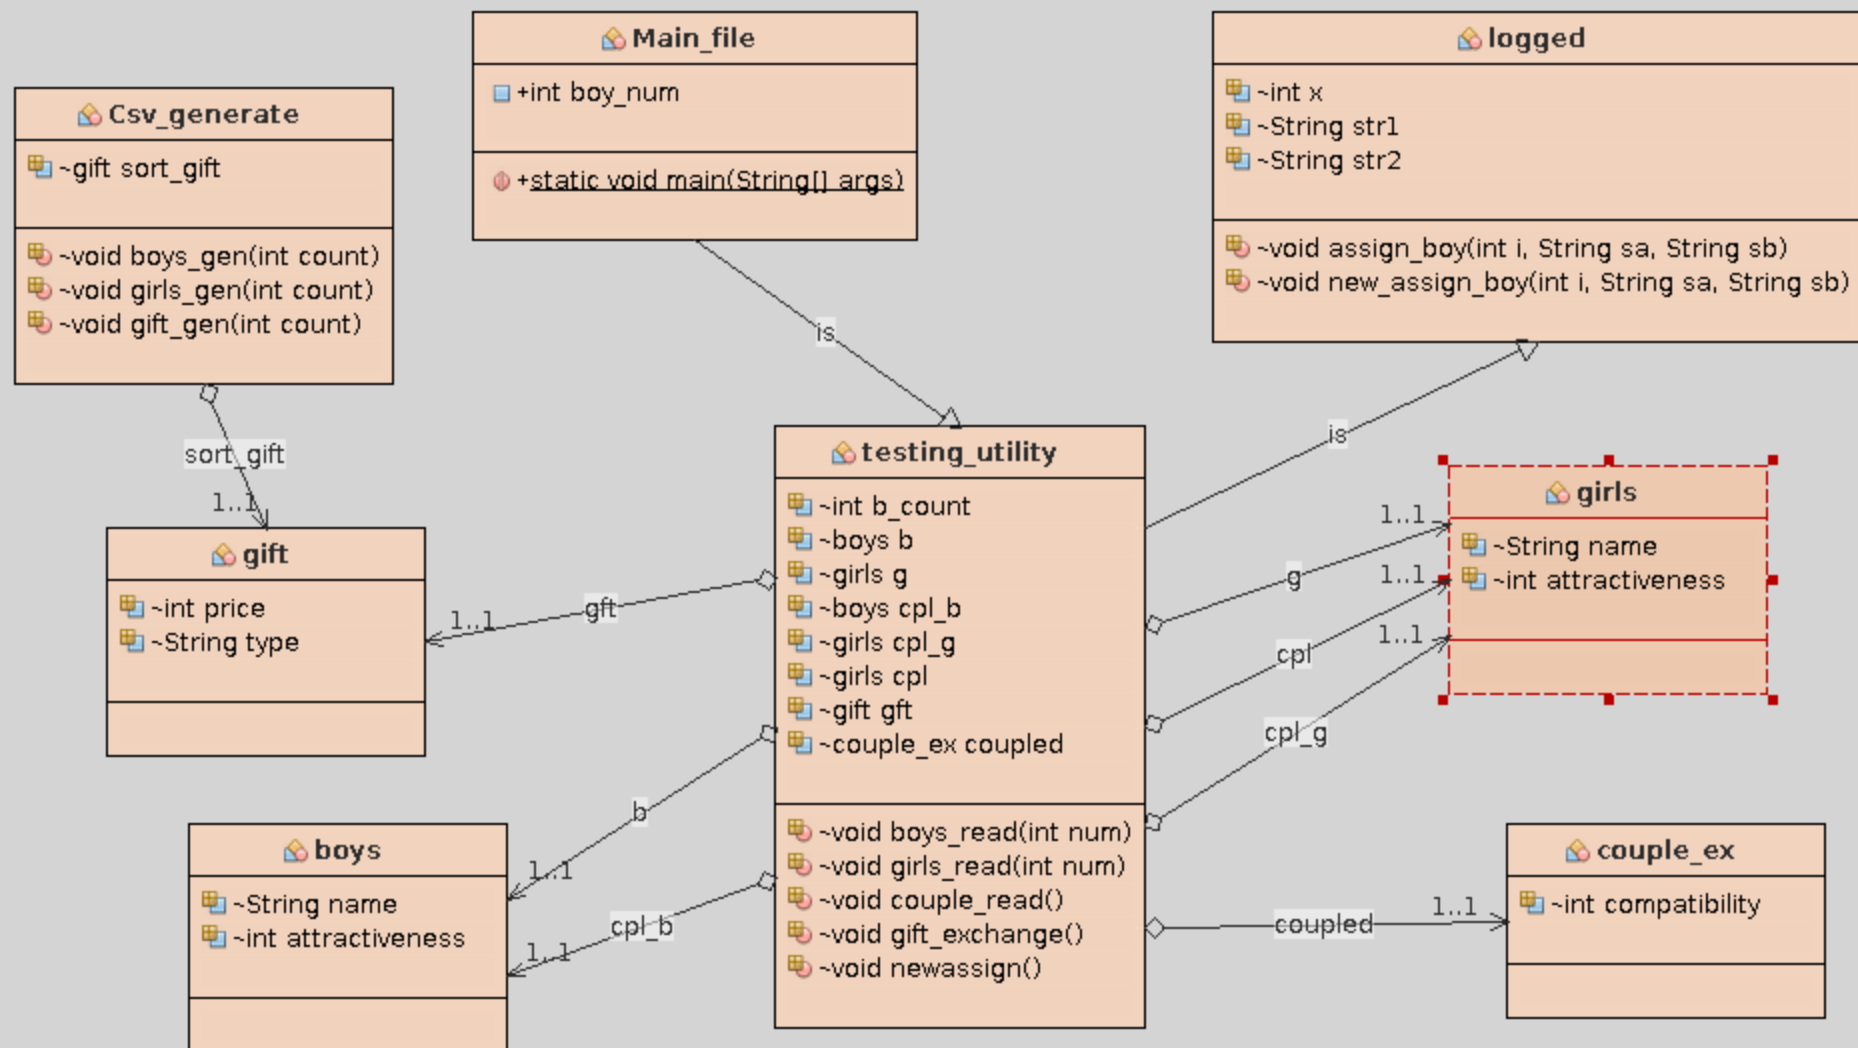 Csv_generate
~gift sort_gift
~void boys_gen(int count)
~void girls_gen(int count)
~void gift_gen(int count)
Main_file
+int boy_num
+static void main(String[] args)
logged
~int x
~String str1
~String str2
~void assign_boy(int i, String sa, String sb)
~void new_assign_boy(int i, String sa, String sb)
is
is
sort_gift
1..1
gift
~int price
~String type
gft
1..1
testing_utility
~int b_count
~boys b
~girls g
~boys cpl_b
~girls cpl_g
~girls cpl
~gift gft
~couple_ex coupled
~void boys_read(int num)
~void girls_read(int num)
~void couple_read()
~void gift_exchange()
~void newassign()
g
1..1
cpl
1..1
cpl_g
1..1
girls
~String name
~int attractiveness
b
1..1
cpl_b
1..1
boys
~String name
~int attractiveness
coupled
1..1
couple_ex
~int compatibility